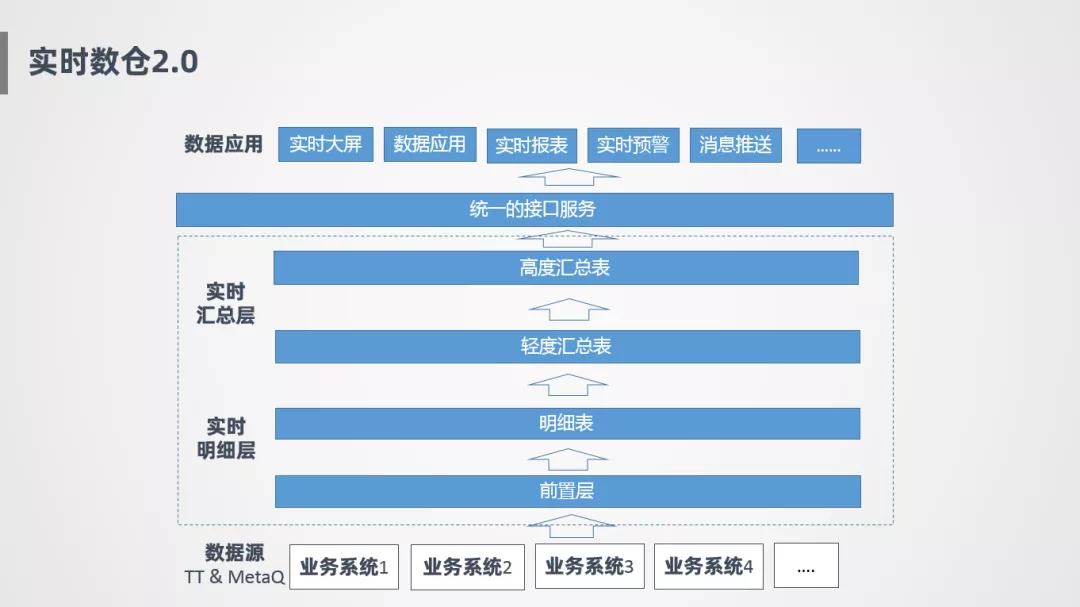 实时数仓2.0
数据应用
实时大屏
数据应用
实时报表
实时预警
消息推送
......
统一的接口服务
实时
汇总层
高度汇总表
轻度汇总表
实时
明细层
明细表
前置层
数据源
TT & MetaQ
业务系统1
业务系统2
业务系统3
业务系统4
....